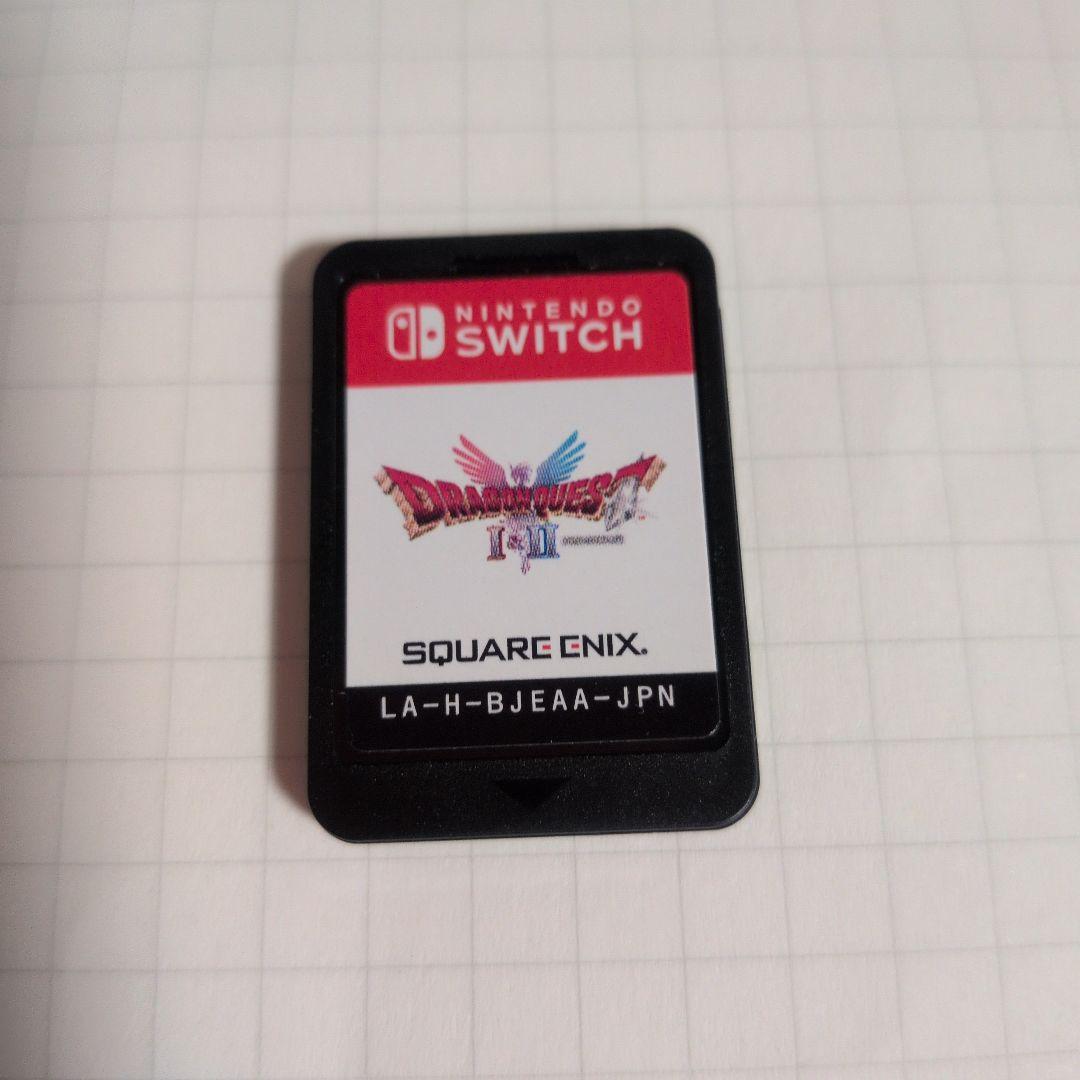 NINTENDO
SWITCH
DRAGON QUEST
I&II
SQUARE ENIX.
LA-H-BJEAA-JPN